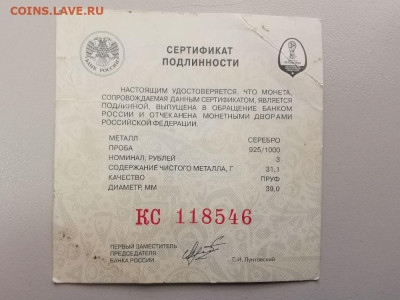 COINS.LAVE.RU
СЕРТИФИКАТ
ПОДЛИННОСТИ
БАНК РОССИИ
НАСТОЯЩИМ УДОСТОВЕРЯЕТСЯ, ЧТО МОНЕТА,
СОПРОВОЖДАЕМАЯ ДАННЫМ СЕРТИФИКАТОМ, ЯВЛЯЕТСЯ
ПОДЛИННОЙ, ВЫПУЩЕНА В ОБРАЩЕНИЕ БАНКОМ
РОССИИ И ОТЧЕКАНЕНА МОНЕТНЫМИ ДВОРАМИ
РОССИЙСКОЙ ФЕДЕРАЦИИ.
МЕТАЛЛ СЕРЕБРО
ПРОБА 925/1000
НОМИНАЛ, РУБЛЕЙ 3
СОДЕРЖАНИЕ ЧИСТОГО МЕТАЛЛА, Г 31,1
КАЧЕСТВО ПРУФ
ДИАМЕТР, ММ 39,0
КС 118546
ПЕРВЫЙ ЗАМЕСТИТЕЛЬ
ПРЕДСЕДАТЕЛЯ
БАНКА РОССИИ
С.И. Лунтовский